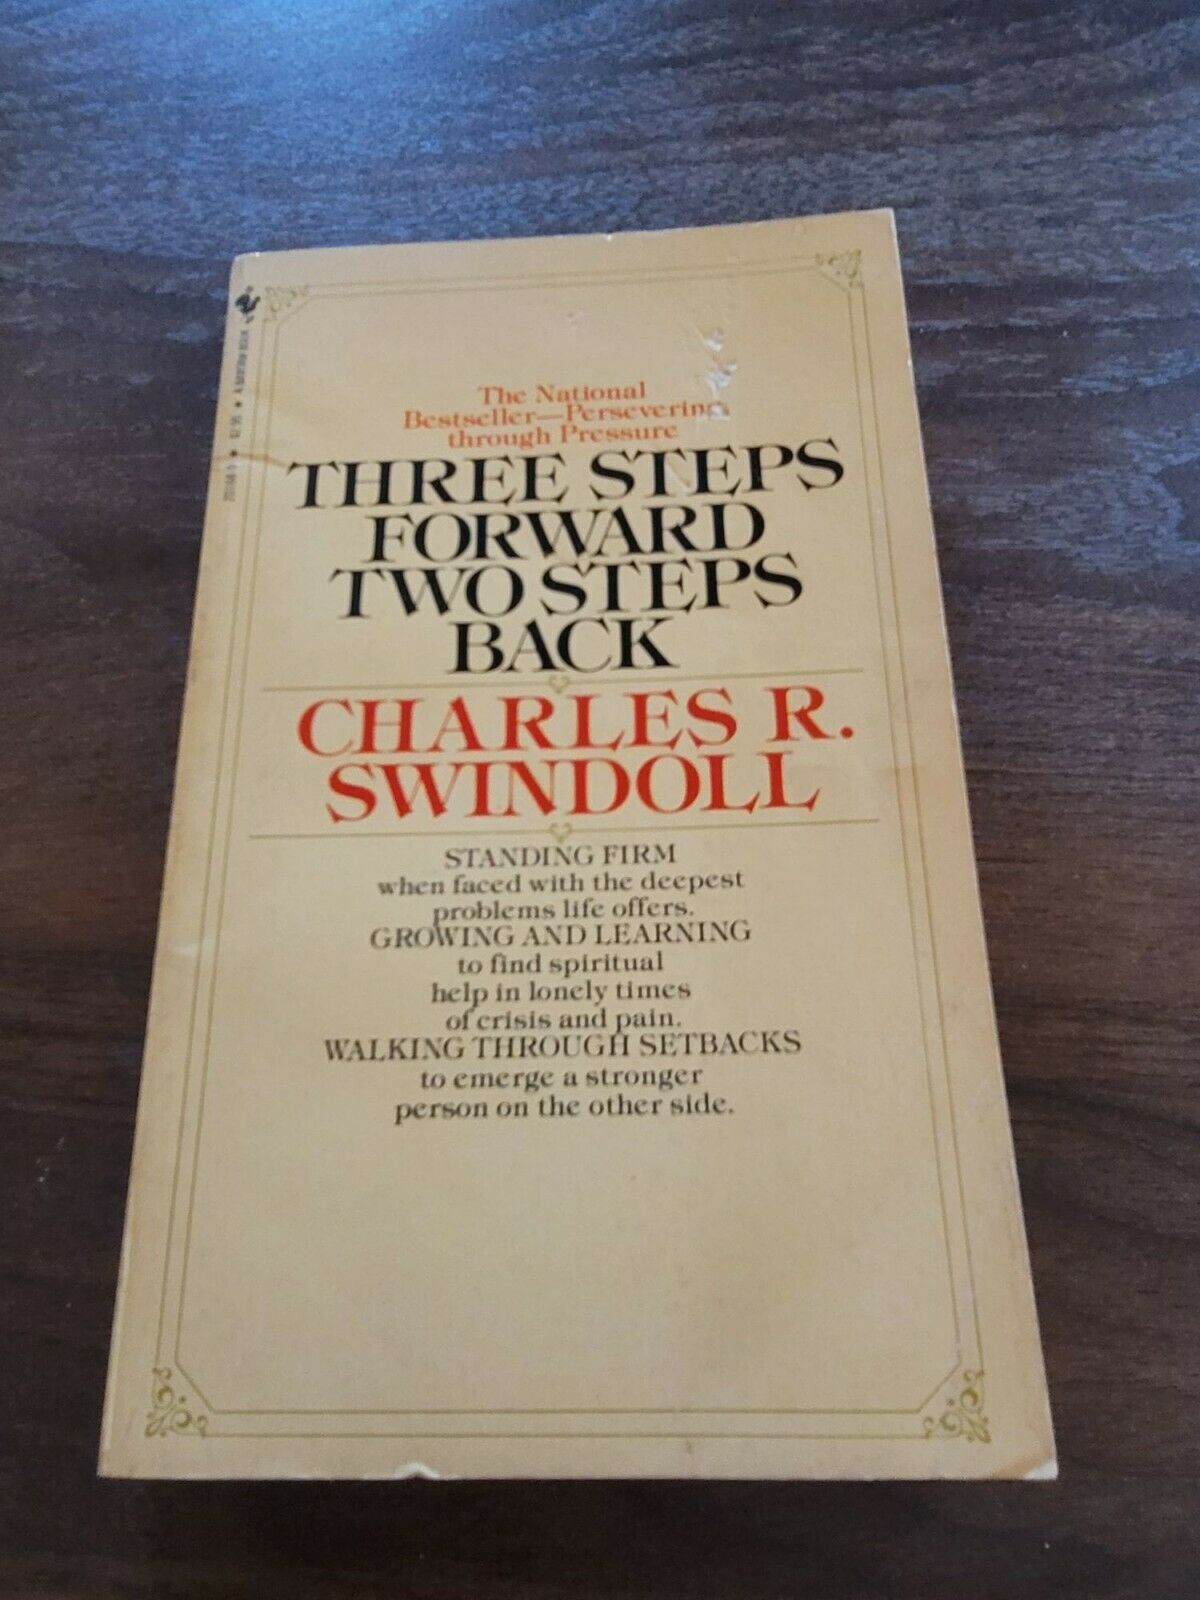 The National
Bestseller—Persevering
through Pressure
THREE STEPS
FORWARD
TWO STEPS
BACK
CHARLES R.
SWINDOLL
STANDING FIRM
when faced with the deepest
problems life offers.
GROWING AND LEARNING
to find spiritual
help in lonely times
of crisis and pain.
WALKING THROUGH SETBACKS
to emerge a stronger
person on the other side.
A BANTAM BOOK